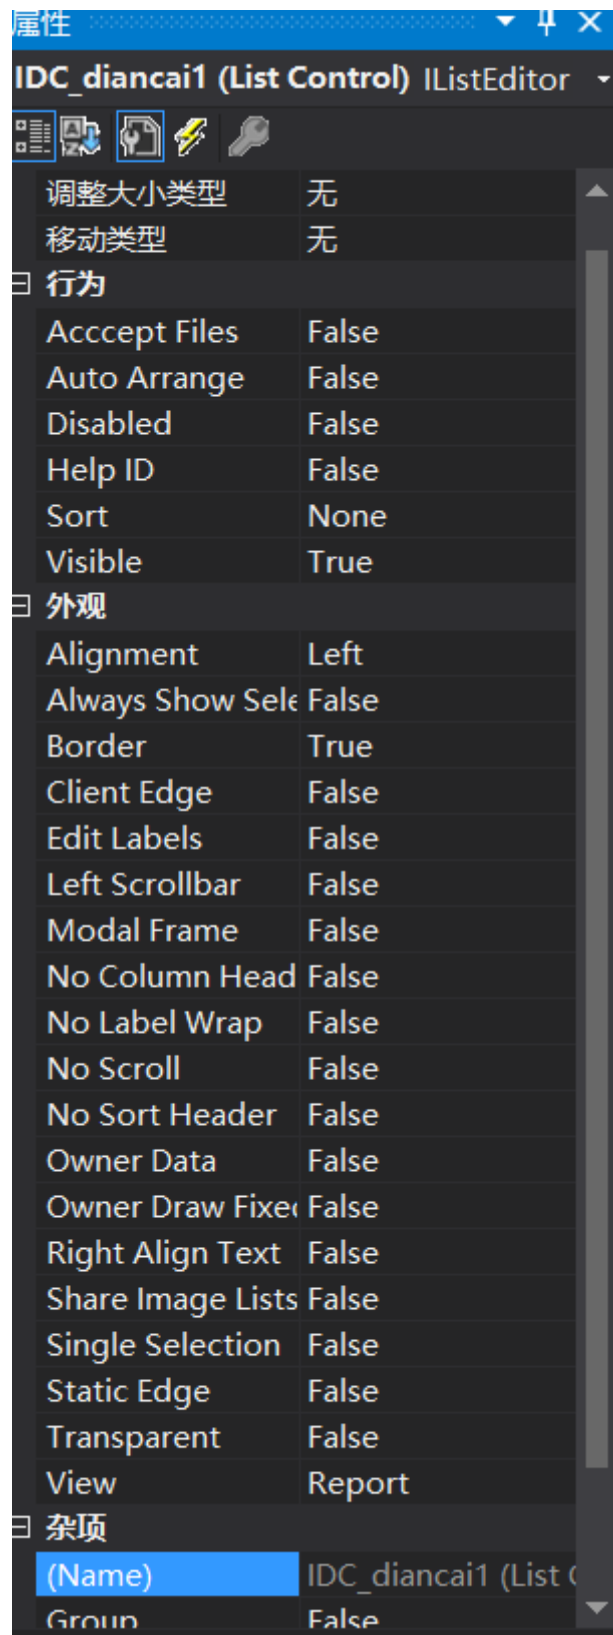 属性
IDC_diancai1 (List Control) IListEditor
调整大小类型 无
移动类型 无
行为
Acccept Files False
Auto Arrange False
Disabled False
Help ID False
Sort None
Visible True
外观
Alignment Left
Always Show Sele False
Border True
Client Edge False
Edit Labels False
Left Scrollbar False
Modal Frame False
No Column Head False
No Label Wrap False
No Scroll False
No Sort Header False
Owner Data False
Owner Draw Fixe False
Right Align Text False
Share Image Lists False
Single Selection False
Static Edge False
Transparent False
View Report
杂项
(Name) IDC_diancai1 (List C
Group False